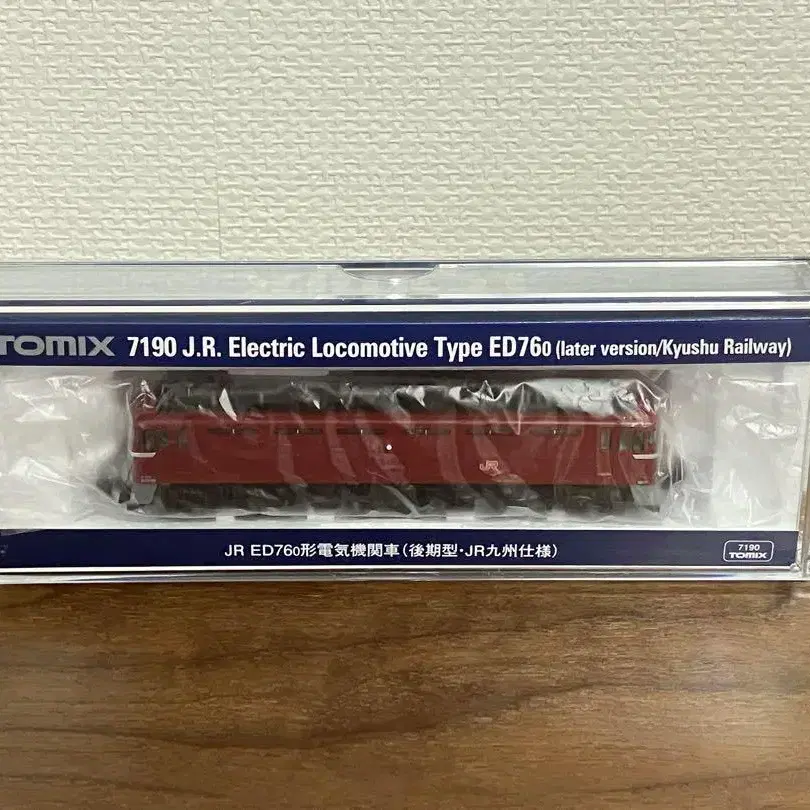 TOMIX 7190 J.R. Electric Locomotive Type ED760 (later version/Kyushu Railway)
JR
JR ED760形電気機関車(後期型・JR九州仕様)
7190
TOMIX